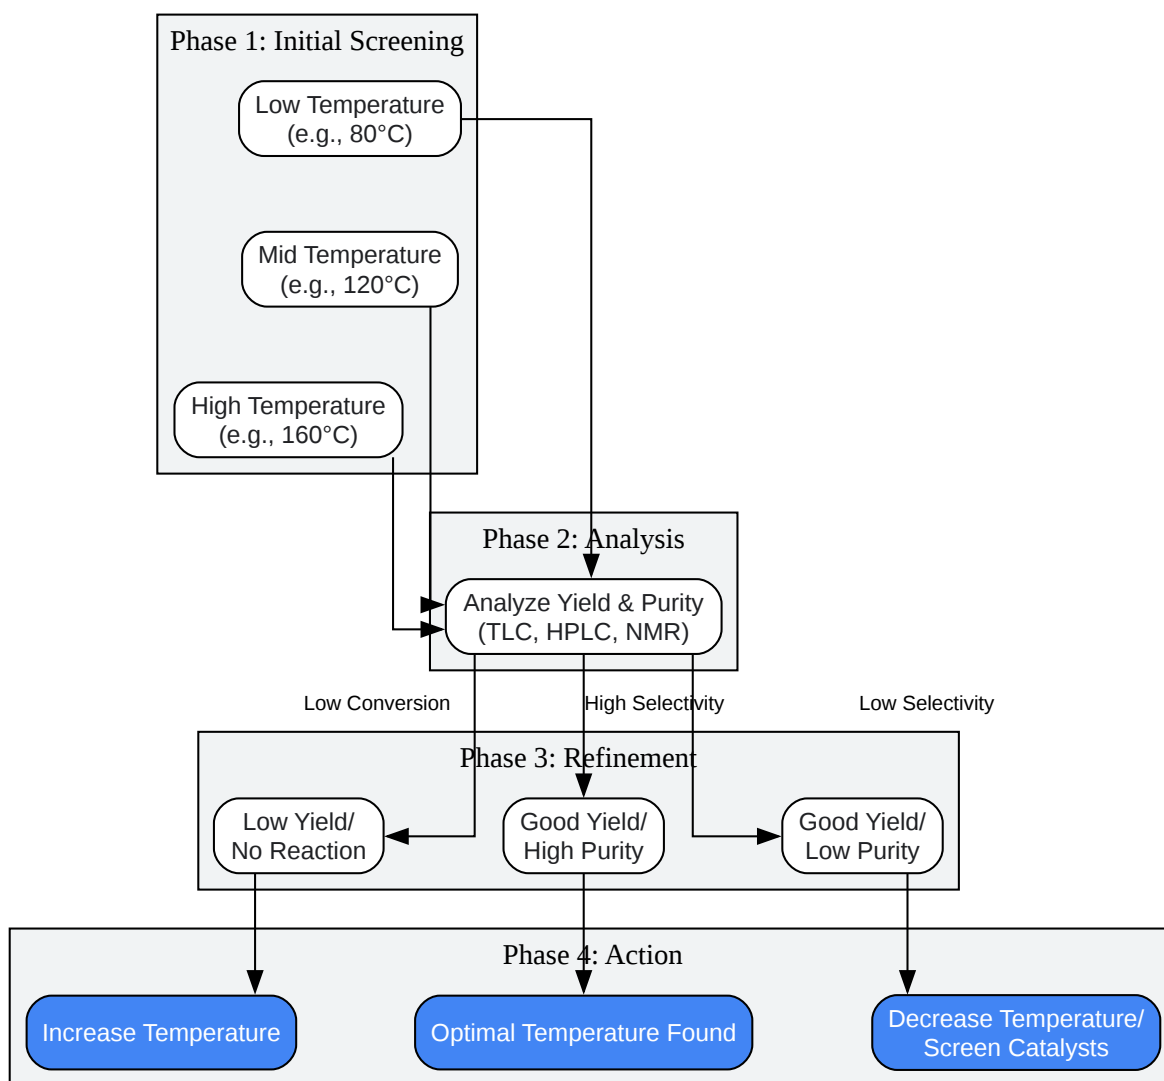 Phase 1: Initial Screening
Low Temperature
(e.g., 80°C)
Mid Temperature
(e.g., 120°C)
High Temperature
(e.g., 160°C)
Phase 2: Analysis
Analyze Yield & Purity
(TLC, HPLC, NMR)
Low Conversion
High Selectivity
Low Selectivity
Phase 3: Refinement
Low Yield/
No Reaction
Good Yield/
High Purity
Good Yield/
Low Purity
Phase 4: Action
Increase Temperature
Optimal Temperature Found
Decrease Temperature/
Screen Catalysts